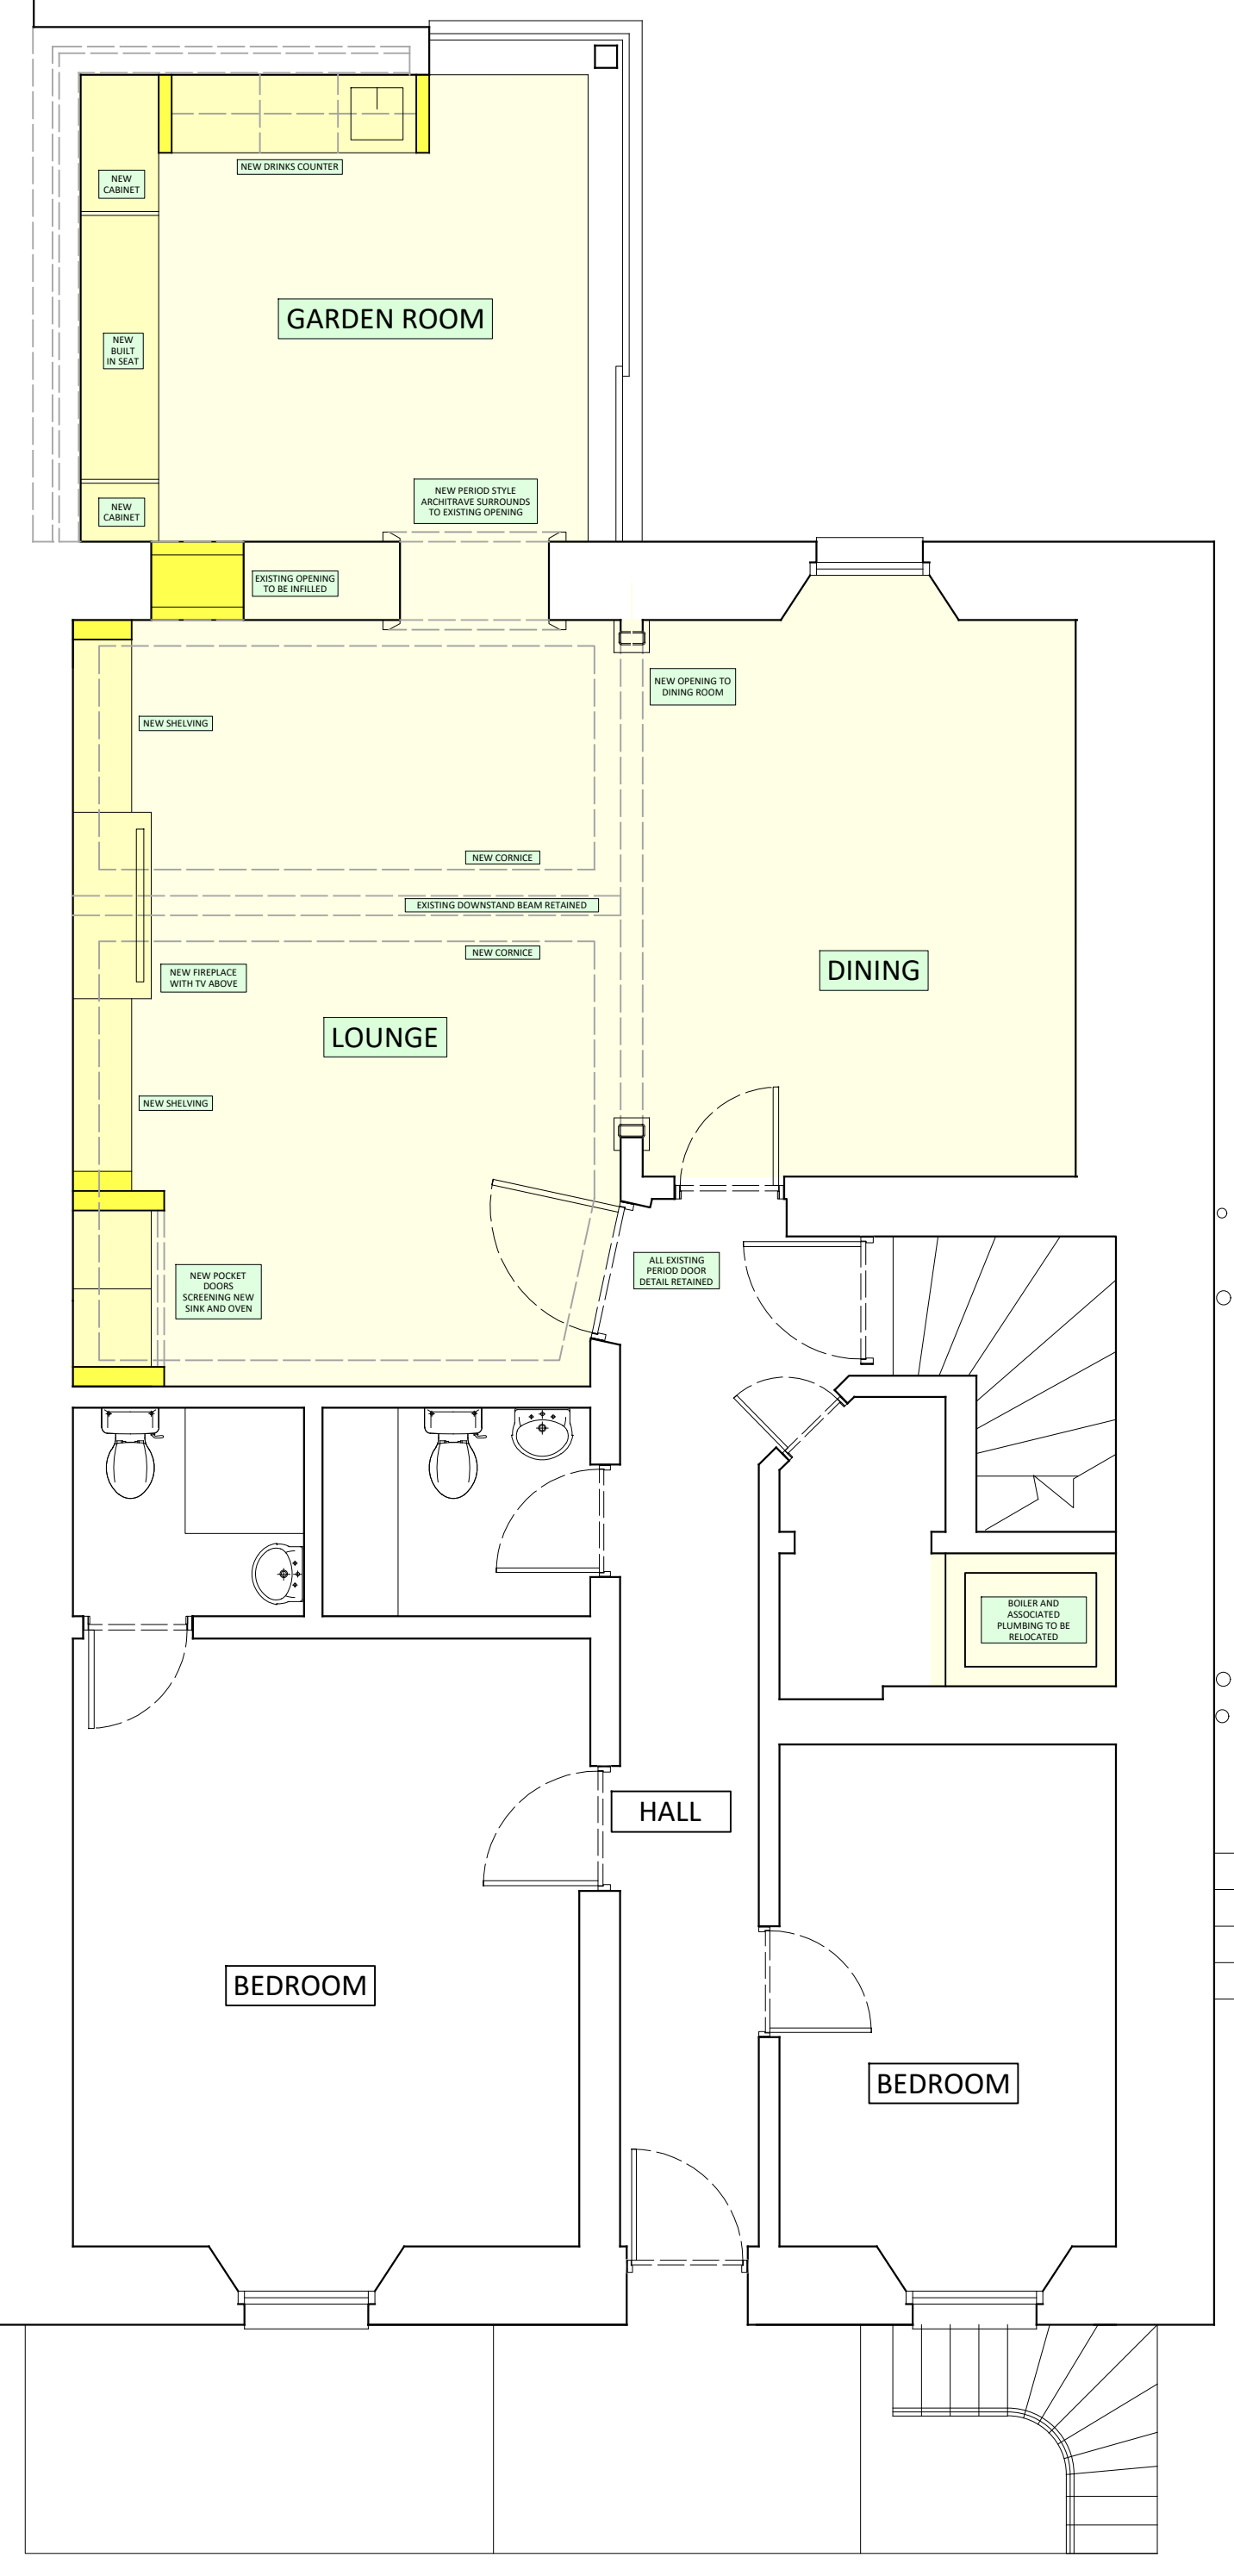 NEW DRINKS COUNTER
NEW
CABINET
GARDEN ROOM
NEW
BUILT
IN SEAT
NEW
CABINET
NEW PERIOD STYLE
ARCHITRAVE SURROUNDS
TO EXISTING OPENING
EXISTING OPENING
TO BE INFILLED
NEW OPENING TO
DINING ROOM
NEW SHELVING
NEW CORNICE
EXISTING DOWNSTAND BEAM RETAINED
NEW CORNICE
NEW FIREPLACE
WITH TV ABOVE
DINING
LOUNGE
NEW SHELVING
ALL EXISTING
PERIOD DOOR
DETAIL RETAINED
NEW POCKET
DOORS
SCREENING NEW
SINK AND OVEN
BOILER AND
ASSOCIATED
PLUMBING TO BE
RELOCATED
HALL
BEDROOM
BEDROOM